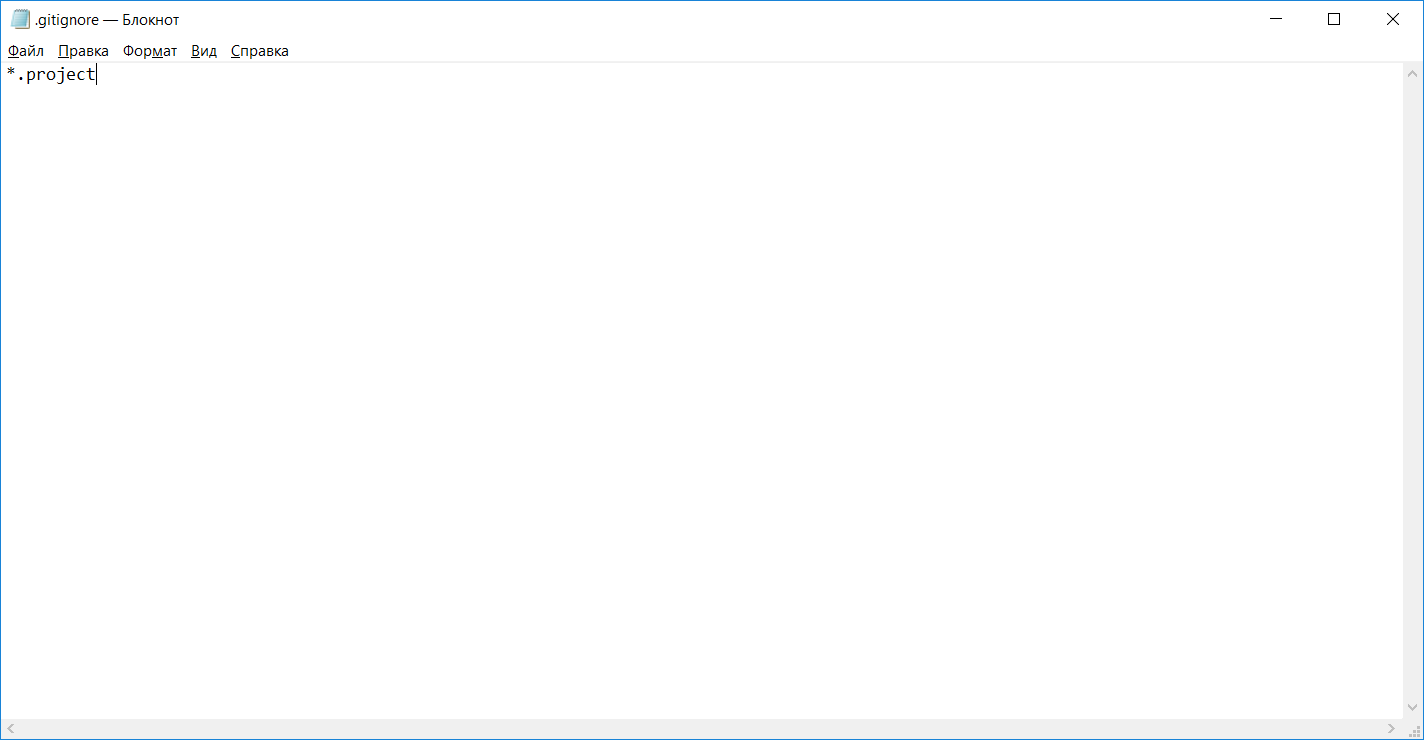 .gitignore — Блокнот
Файл Правка Формат Вид Справка
*.project